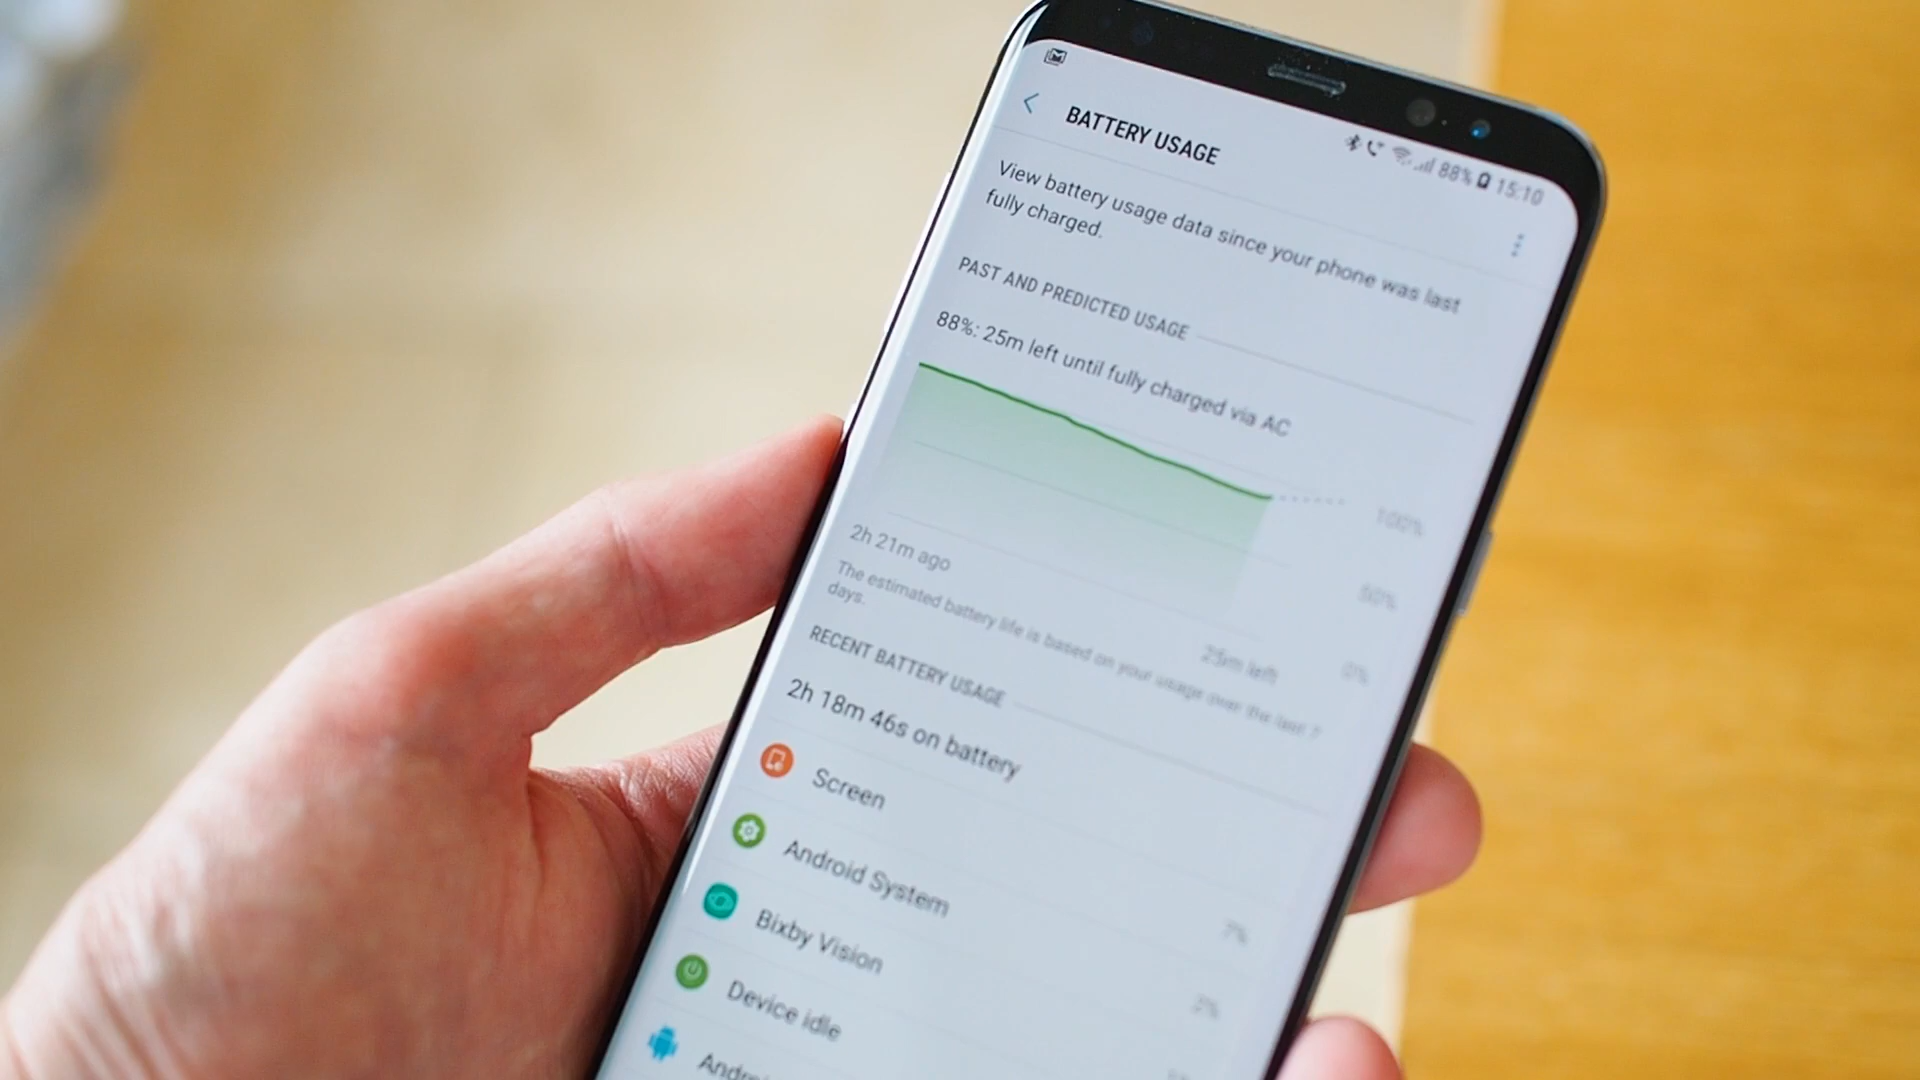 BATTERY USAGE
88% 15:10
View battery usage data since your phone was last
fully charged.
PAST AND PREDICTED USAGE
88%: 25m left until fully charged via AC
100%
50%
0%
2h 21m ago
25m left
The estimated battery life is based on your usage over the last 7
days.
RECENT BATTERY USAGE
2h 18m 46s on battery
Screen
7%
Android System
2%
Bixby Vision
Device idle